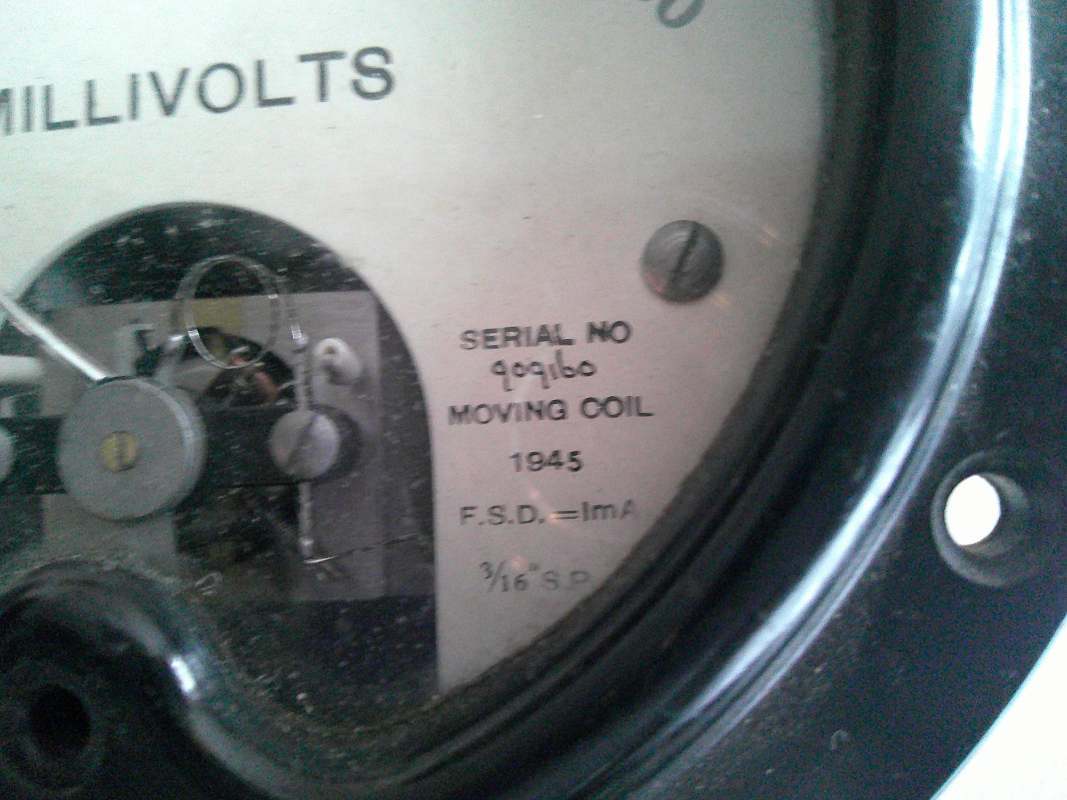 MILLIVOLTS
SERIAL NO
909160
MOVING COIL
1945
F.S.D. =1mA
3/16" S.P.